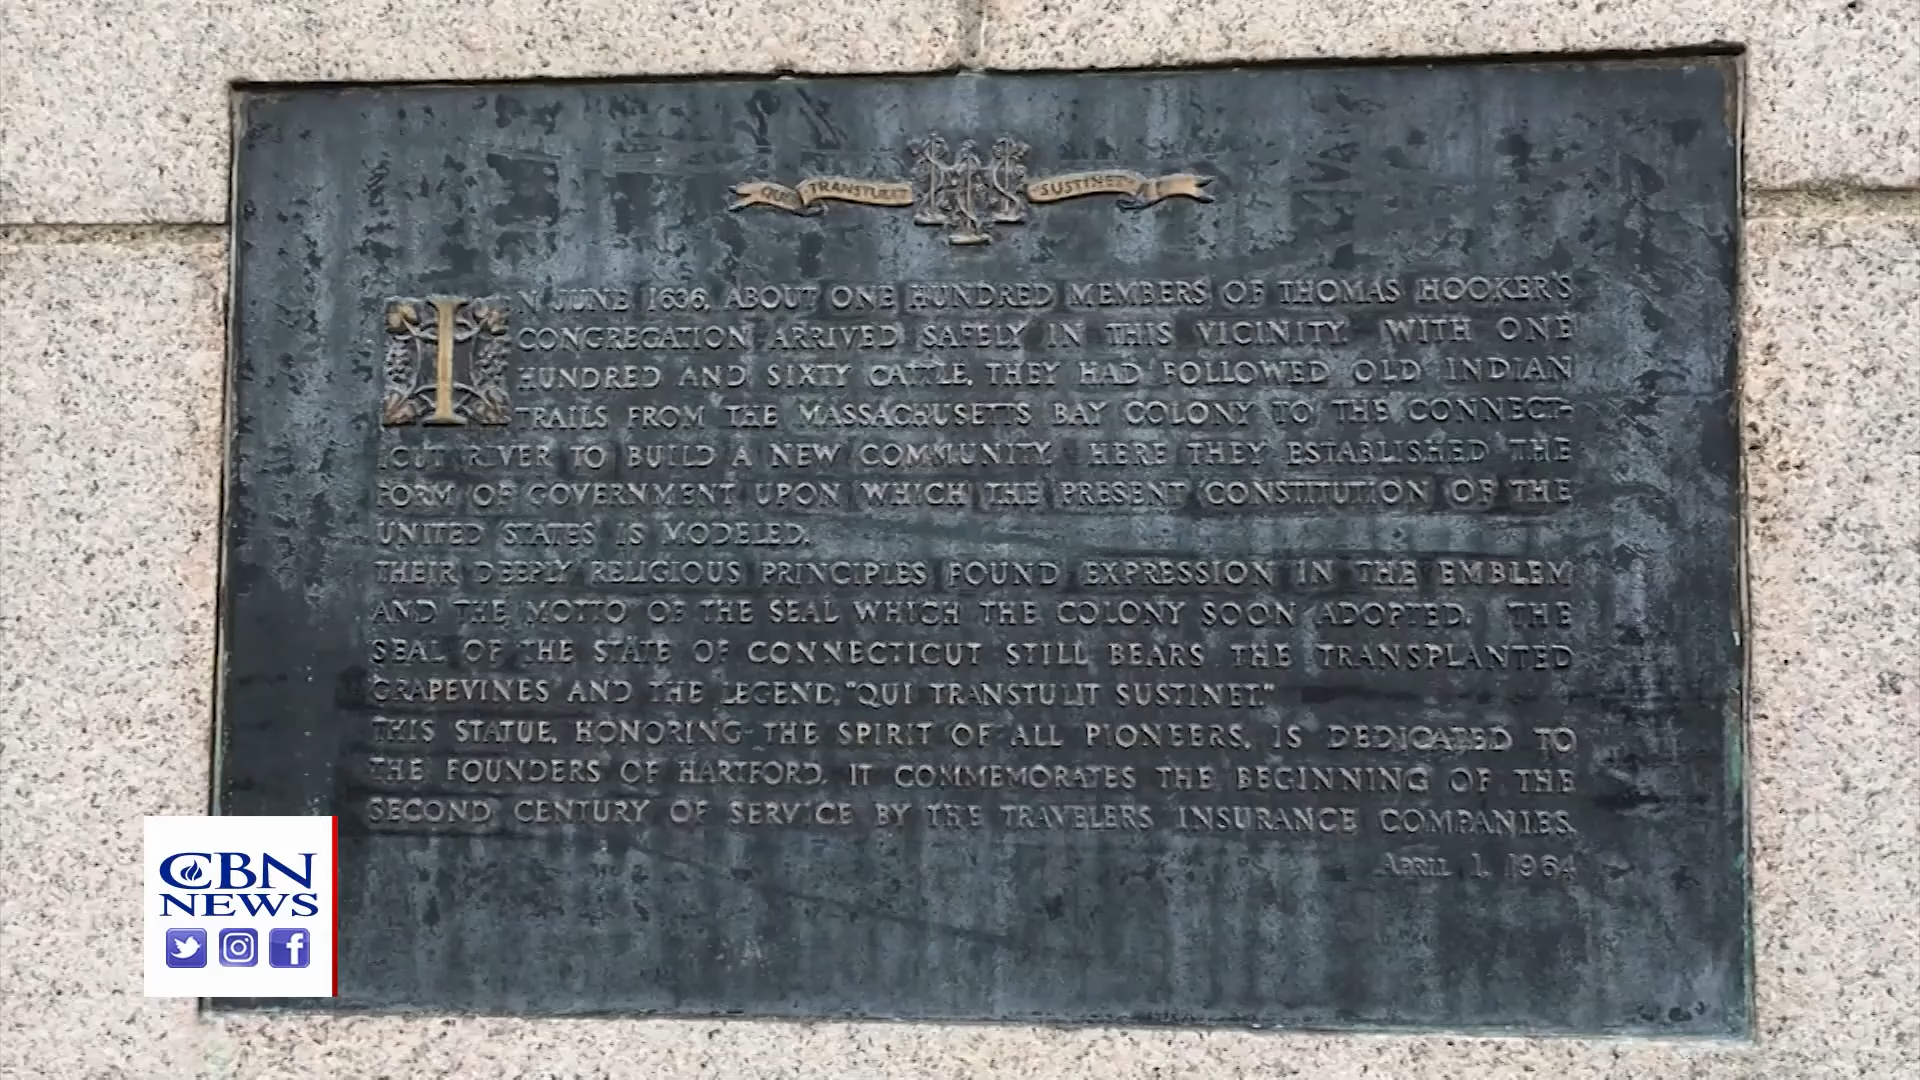 QUI TRANSTULIT SUSTINET
IN JUNE 1636, ABOUT ONE HUNDRED MEMBERS OF THOMAS HOOKER'S
CONGREGATION ARRIVED SAFELY IN THIS VICINITY. WITH ONE
HUNDRED AND SIXTY CATTLE, THEY HAD FOLLOWED OLD INDIAN
TRAILS FROM THE MASSACHUSETTS BAY COLONY TO THE CONNECT-
ICUT RIVER TO BUILD A NEW COMMUNITY. HERE THEY ESTABLISHED THE
FORM OF GOVERNMENT UPON WHICH THE PRESENT CONSTITUTION OF THE
UNITED STATES IS MODELED.
THEIR DEEPLY RELIGIOUS PRINCIPLES FOUND EXPRESSION IN THE EMBLEM
AND THE MOTTO OF THE SEAL WHICH THE COLONY SOON ADOPTED. THE
SEAL OF THE STATE OF CONNECTICUT STILL BEARS THE TRANSPLANTED
GRAPEVINES AND THE LEGEND, "QUI TRANSTULIT SUSTINET."
THIS STATUE, HONORING THE SPIRIT OF ALL PIONEERS, IS DEDICATED TO
THE FOUNDERS OF HARTFORD. IT COMMEMORATES THE BEGINNING OF THE
SECOND CENTURY OF SERVICE BY THE TRAVELERS INSURANCE COMPANIES.
APRIL 1, 1964
CBN
NEWS